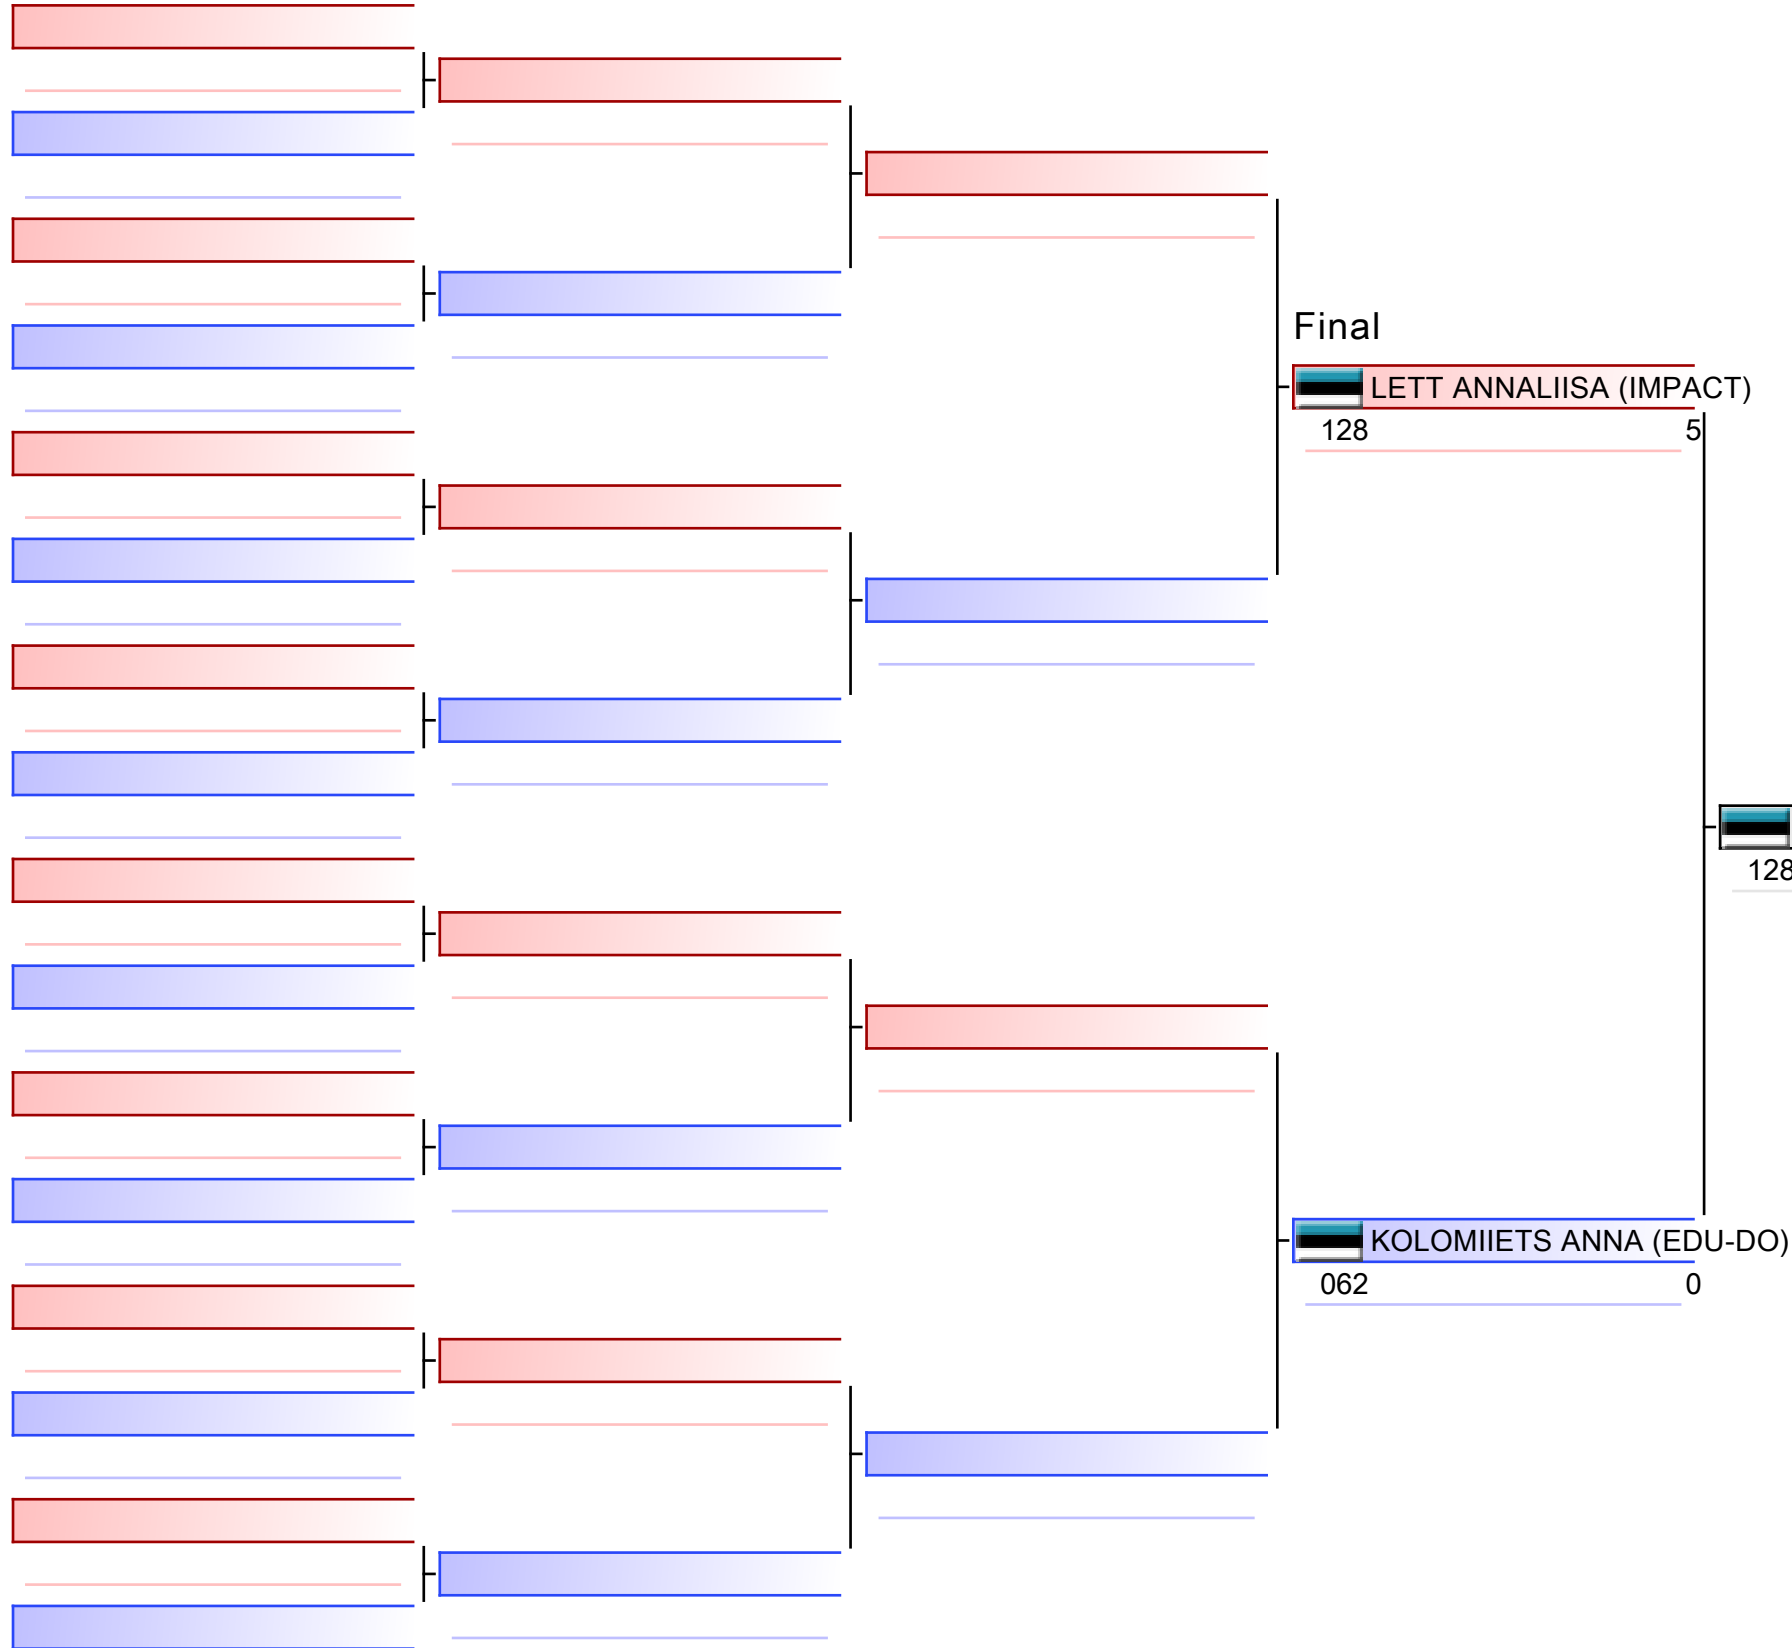 Final
LETT ANNALIISA (IMPACT)
128 5
128
KOLOMIIETS ANNA (EDU-DO)
062 0